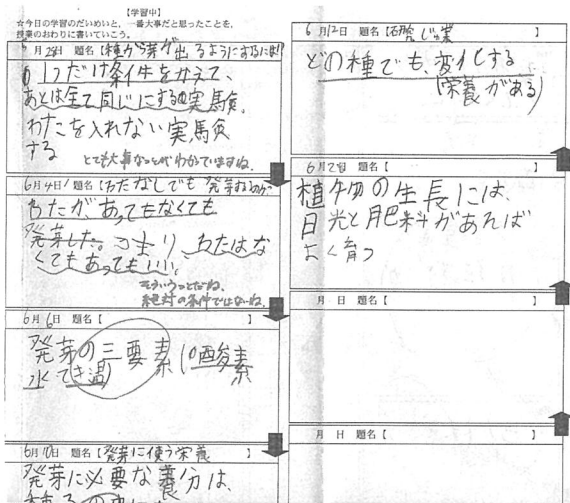 【学習中】
☆今日の学習のだいめいと、一番大事だと思ったことを、
授業のおわりに書いていこう。
月28日 題名【種から芽が出るようにするには!!
1つだけ条件をかえて、
あとは全て同じにする実験。
わたを入れない実験
する
とても大事なことがわかっていますね。
6月4日 題名【わたなしでも発芽するのか
わたが、あってもなくても
発芽した。つまり、わたはな
くてもあってもいい。
そういうことだね。
絶対の条件ではないね。
6月6日 題名【 】
発芽の三要素(酸素
水てき温)
6月10日 題名【発芽に使う栄養 】
発芽に必要な養分は、
6月12日 題名【研究じゅ業 】
どの種でも、変化する
(栄養がある)
6月2日 題名【 】
植物の生長には、
日光と肥料があれば
よく育つ
月 日 題名【 】
月 日 題名【 】